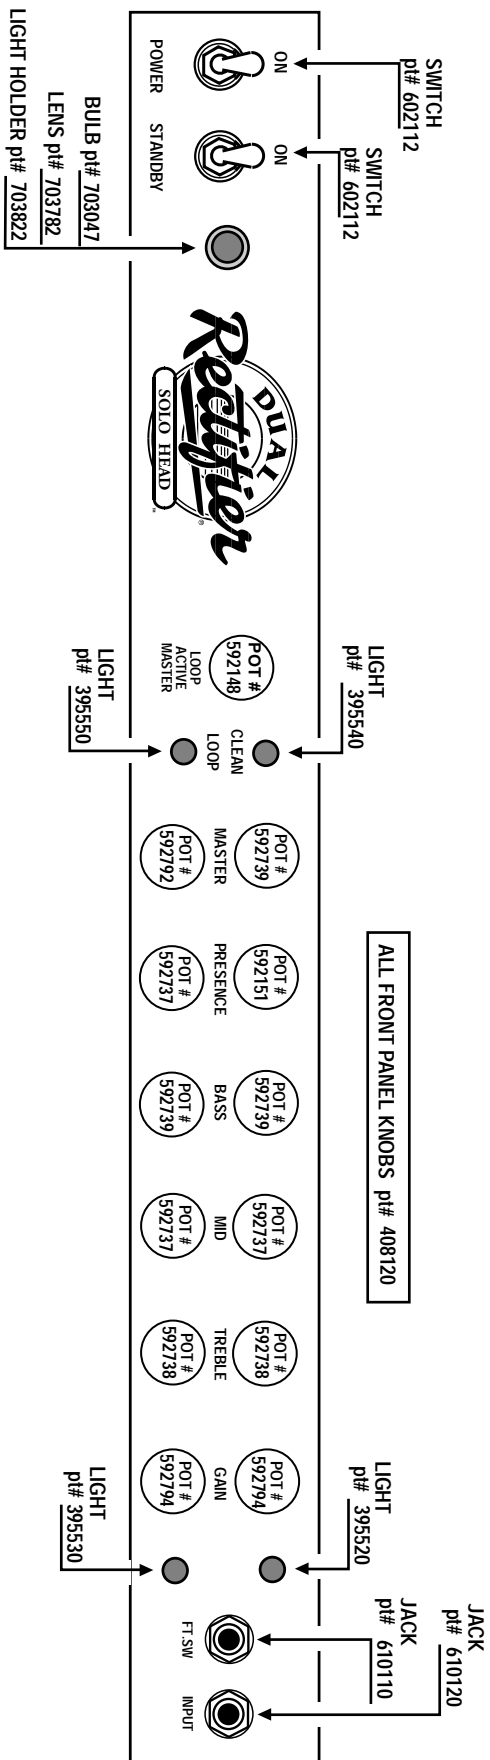 SWITCH
pt# 602112
SWITCH
pt# 602112
LIGHT
pt# 395540
ALL FRONT PANEL KNOBS pt# 408120
LIGHT
pt# 395520
JACK
pt# 610110
JACK
pt# 610120
ON
POWER
ON
STANDBY
DUAL
Rectifier
®
SOLO HEAD
™
POT #
592148
LOOP
ACTIVE
MASTER
CLEAN
LOOP
POT #
592739
MASTER
POT #
592792
POT #
592151
PRESENCE
POT #
592737
POT #
592739
BASS
POT #
592739
POT #
592737
MID
POT #
592737
POT #
592738
TREBLE
POT #
592738
POT #
592794
GAIN
POT #
592794
FT.SW
INPUT
BULB pt# 703047
LENS pt# 703782
LIGHT HOLDER pt# 703822
LIGHT
pt# 395550
LIGHT
pt# 395530